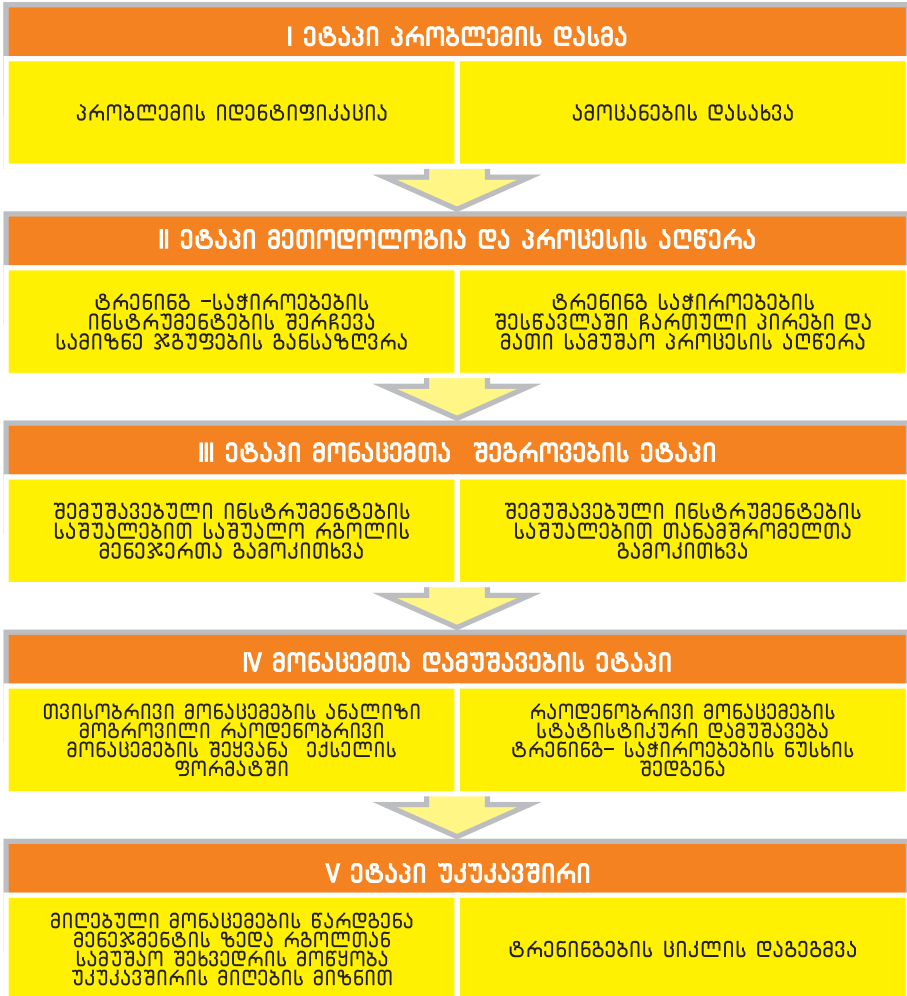 I ეტაპი პრობლემის დასმა
პრობლემის იდენტიფიკაცია
ამოცანების დასახვა
II ეტაპი მეთოდოლოგია და პროცესის აღწერა
ტრენინგ -საჭიროებების
ინსტრუმენტების შერჩევა
სამიზნე ჯგუფების განსაზღვრა
ტრენინგ საჭიროებების
შესწავლაში ჩართული პირები და
მათი სამუშაო პროცესის აღწერა
III ეტაპი მონაცემთა შეგროვების ეტაპი
შემუშავებული ინსტრუმენტების
საშუალებით საშუალო რგოლის
მენეჯერთა გამოკითხვა
შემუშავებული ინსტრუმენტების
საშუალებით თანამშრომელთა
გამოკითხვა
IV მონაცემთა დამუშავების ეტაპი
თვისობრივი მონაცემების ანალიზი
მოგროვილი რაოდენობრივი
მონაცემების შეყვანა ექსელის
ფორმატში
რაოდენობრივი მონაცემების
სტატისტიკური დამუშავება
ტრენინგ- საჭიროებების ნუსხის
შედგენა
V ეტაპი უკუკავშირი
მიღებული მონაცემების წარდგენა
მენეჯმენტის ზედა რგოლთან
სამუშაო შეხვედრის მოწყობა
უკუკავშირის მიღების მიზნით
ტრენინგების ციკლის დაგეგმვა